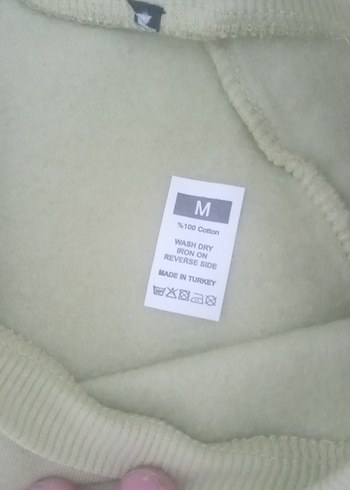 M
%100 Cotton
WASH DRY
IRON ON
REVERSE SIDE
MADE IN TURKEY